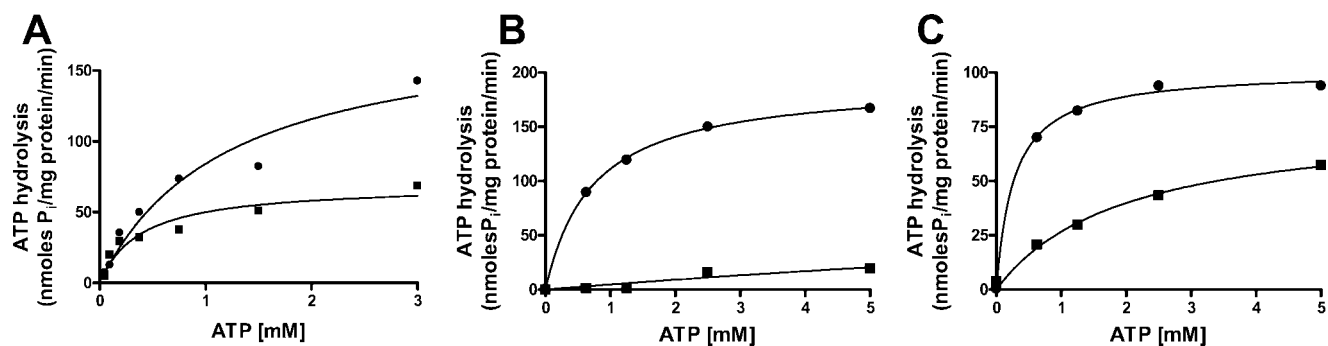 A
ATP hydrolysis
(nmoles Pi/mg protein/min)
150
100
50
0
0
1
2
3
ATP [mM]
B
ATP hydrolysis
(nmolesPi/mg protein/min)
200
150
100
50
0
0
1
2
3
4
5
ATP [mM]
C
ATP hydrolysis
(nmolesPi/mg protein/min)
100
75
50
25
0
0
1
2
3
4
5
ATP [mM]